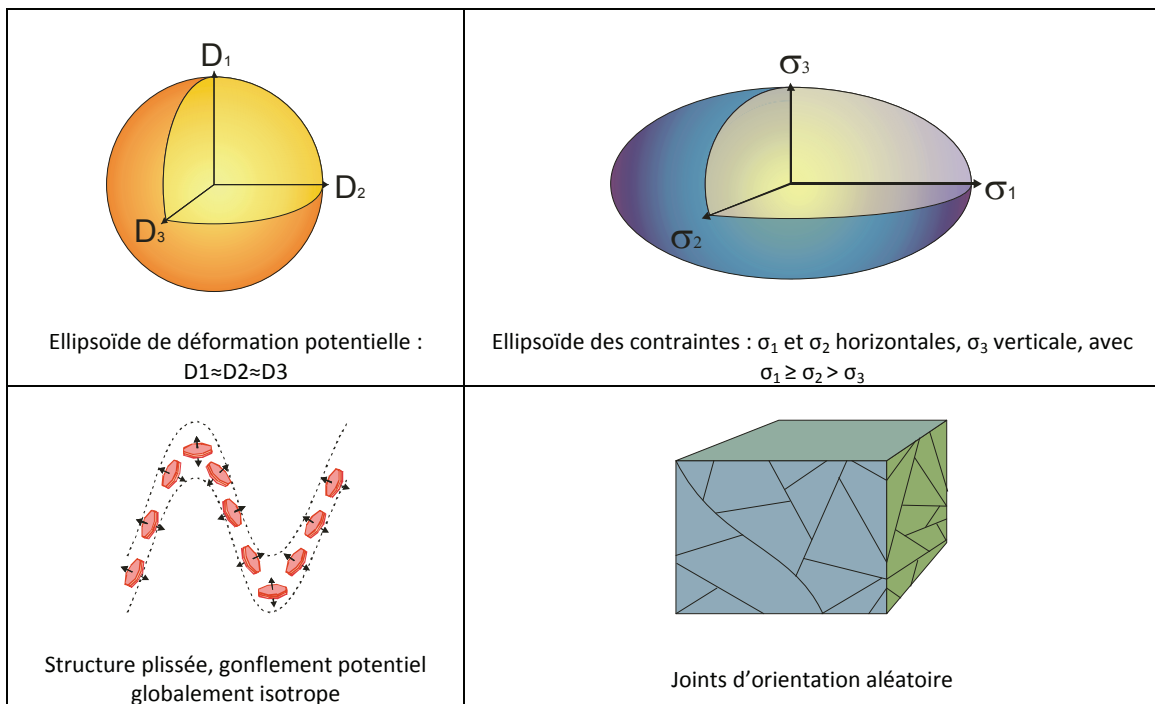 D1
D2
D3
Ellipsoïde de déformation potentielle :
D1≈D2≈D3
σ3
σ1
σ2
Ellipsoïde des contraintes : σ1 et σ2 horizontales, σ3 verticale, avec
σ1 ≥ σ2 > σ3
Structure plissée, gonflement potentiel
globalement isotrope
Joints d’orientation aléatoire